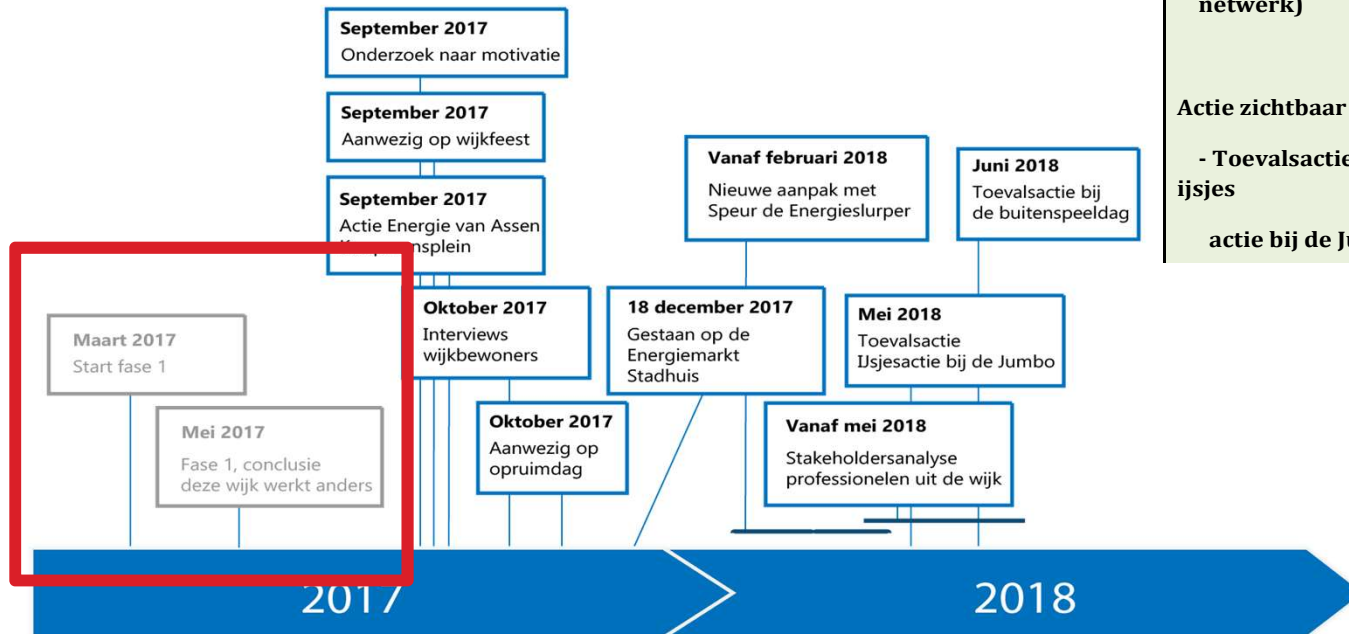 September 2017
Onderzoek naar motivatie
September 2017
Aanwezig op wijkfeest
September 2017
Actie Energie van Assen
Maart 2017
Start fase 1
Mei 2017
Fase 1, conclusie
deze wijk werkt anders
Oktober 2017
Interviews
wijkbewoners
Oktober 2017
Aanwezig op
opruimdag
18 december 2017
Gestaan op de
Energiemarkt
Stadhuis
Vanaf februari 2018
Nieuwe aanpak met
Speur de Energieslurper
Juni 2018
Toevalsactie bij
de buitenspeeldag
Mei 2018
Toevalsactie
IJsjesactie bij de Jumbo
Vanaf mei 2018
Stakeholdersanalyse
professionelen uit de wijk
2017
2018
netwerk)
Actie zichtbaar
- Toevalsactie
ijsjes
actie bij de